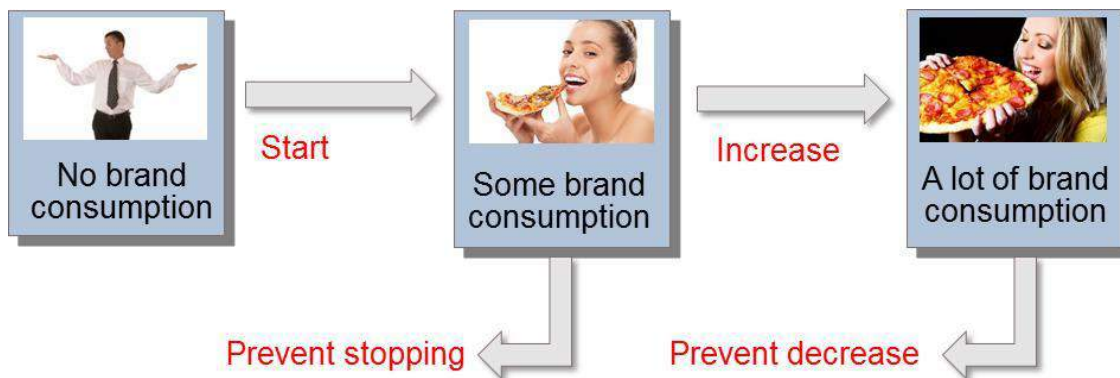 No brand
consumption
Start
Some brand
consumption
Increase
A lot of brand
consumption
Prevent stopping
Prevent decrease